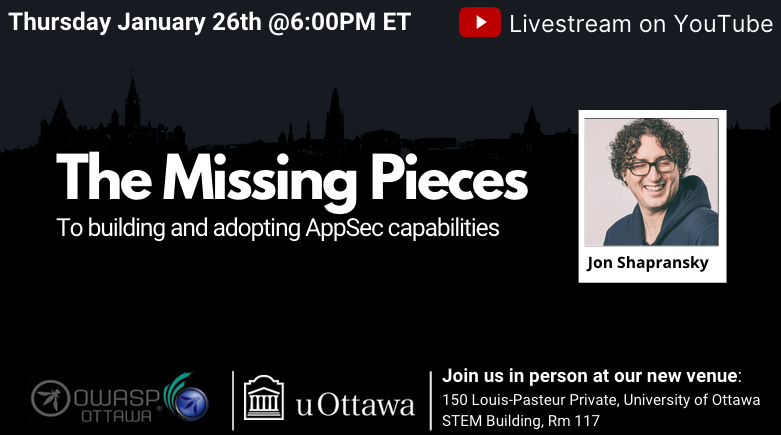 Thursday January 26th @6:00PM ET
Livestream on YouTube
The Missing Pieces
To building and adopting AppSec capabilities
Jon Shapransky
OWASP
OTTAWA
®
uOttawa
Join us in person at our new venue:
150 Louis-Pasteur Private, University of Ottawa
STEM Building, Rm 117